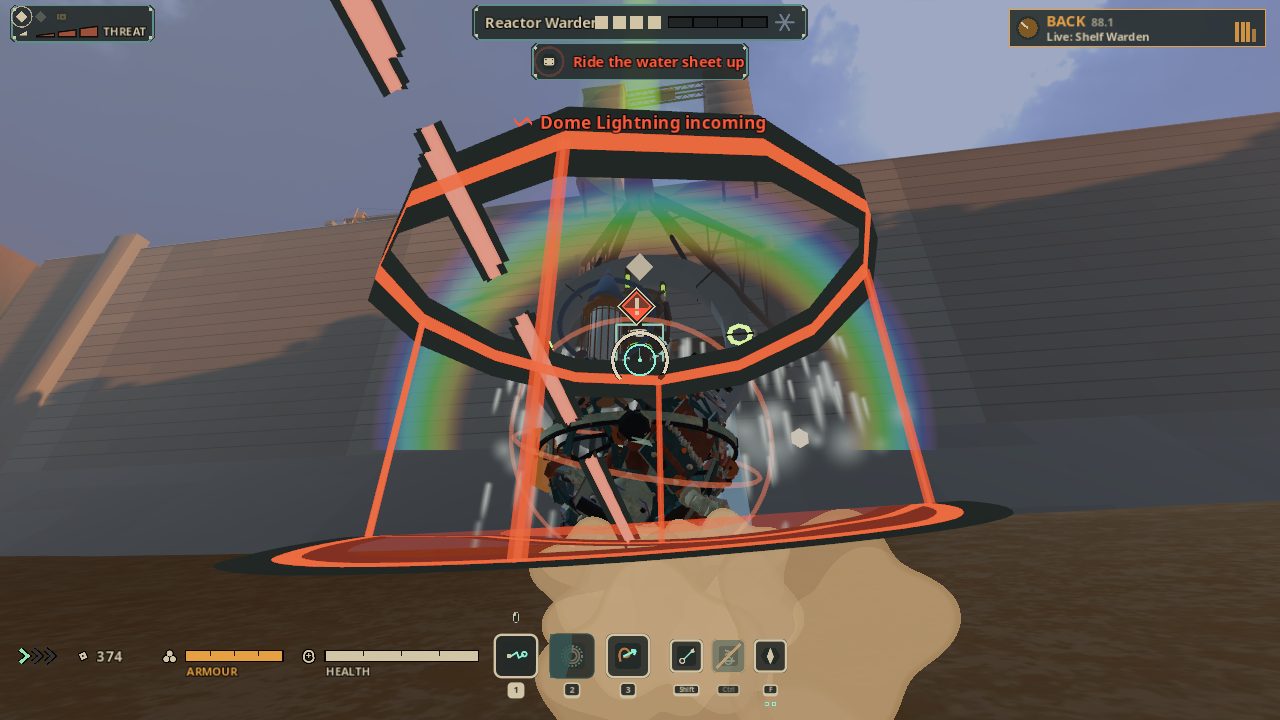 THREAT
Reactor Warden
BACK 88.1
Live: Shelf Warden
Ride the water sheet up
Dome Lightning incoming
374
ARMOUR
HEALTH
1
2
3
Shift
Ctrl
F